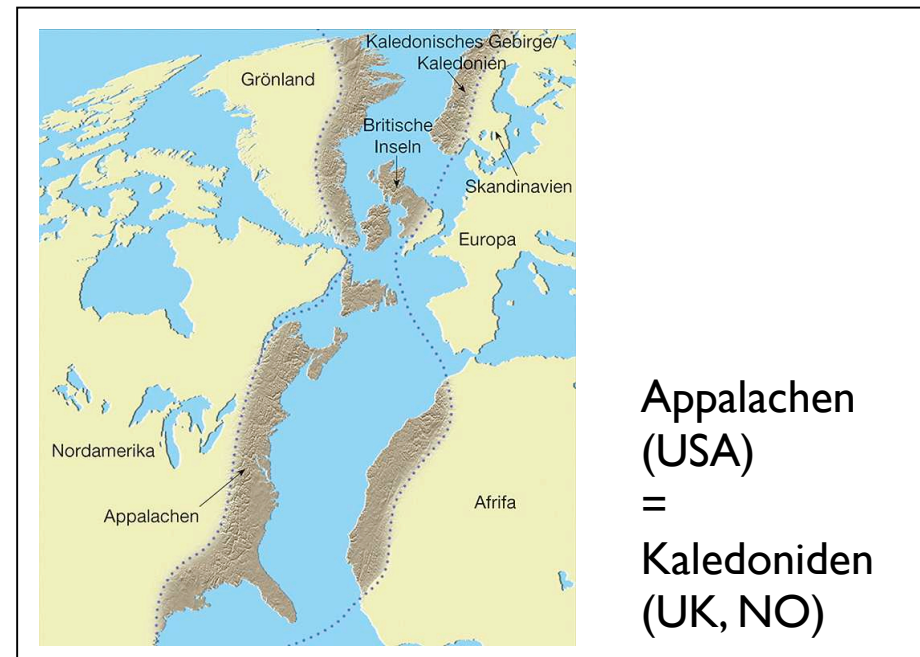 Kaledonisches Gebirge/
Kaledonien
Grönland
Britische
Inseln
Skandinavien
Europa
Nordamerika
Appalachen
Afrifa
Appalachen
(USA)
=
Kaledoniden
(UK, NO)